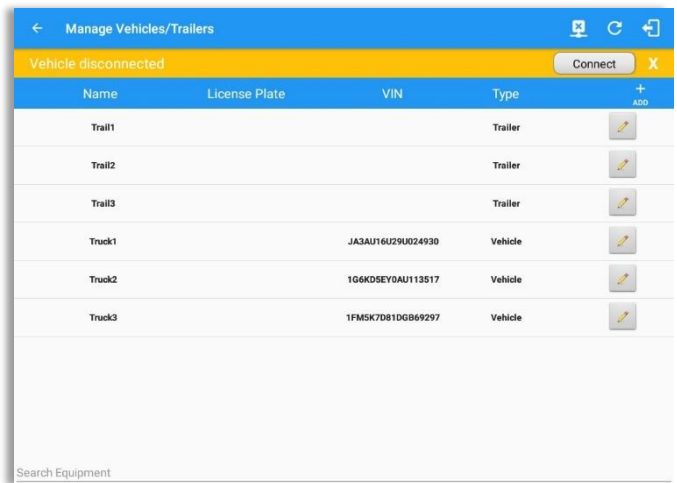 Manage Vehicles/Trailers
Vehicle disconnected Connect X
Name License Plate VIN Type + ADD
Trail1 Trailer
Trail2 Trailer
Trail3 Trailer
Truck1 JA3AU16U29U024930 Vehicle
Truck2 1G6KD5EY0AU113517 Vehicle
Truck3 1FM5K7D81DGB69297 Vehicle
Search Equipment